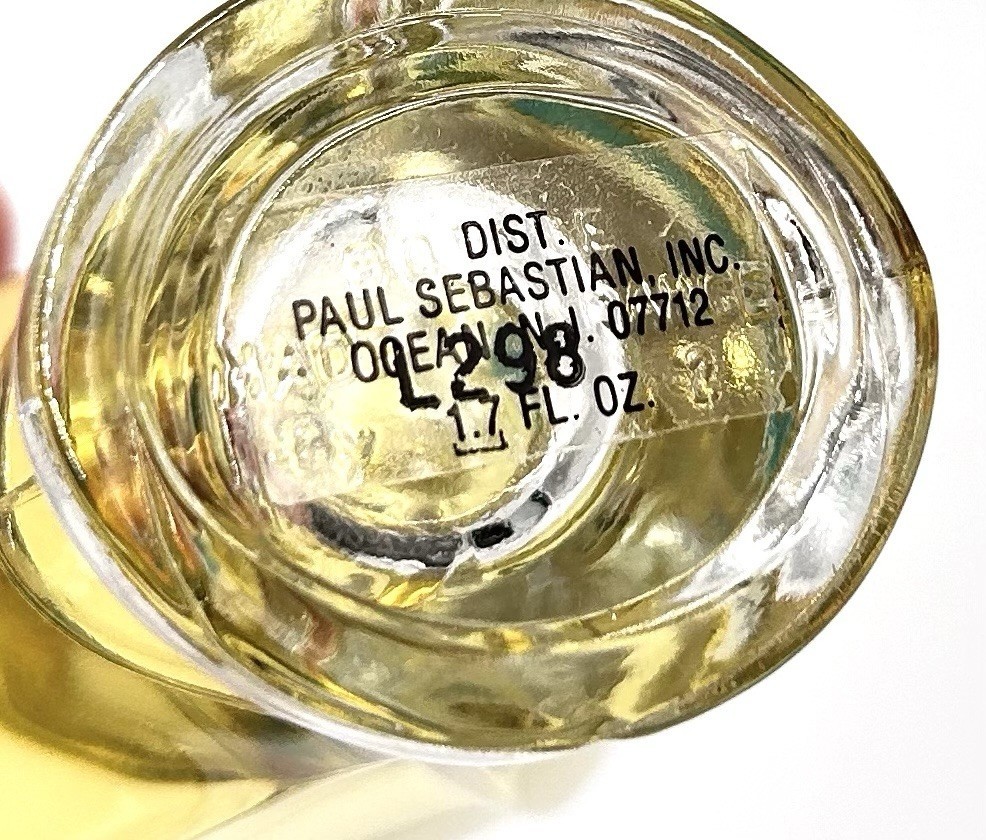 DIST.
PAUL SEBASTIAN, INC.
OCEAN, N.J. 07712
L298
1.7 FL. OZ.